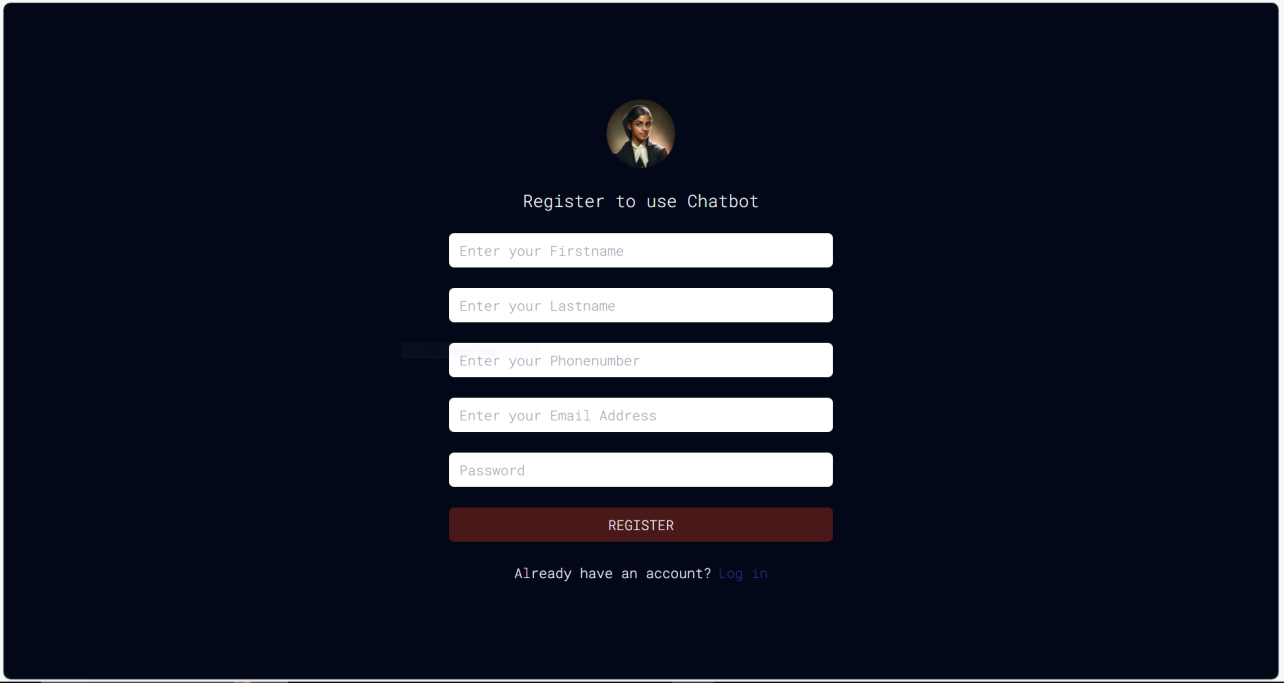 Register to use Chatbot
Enter your Firstname
Enter your Lastname
Enter your Phonenumber
Enter your Email Address
Password
REGISTER
Already have an account? Log in